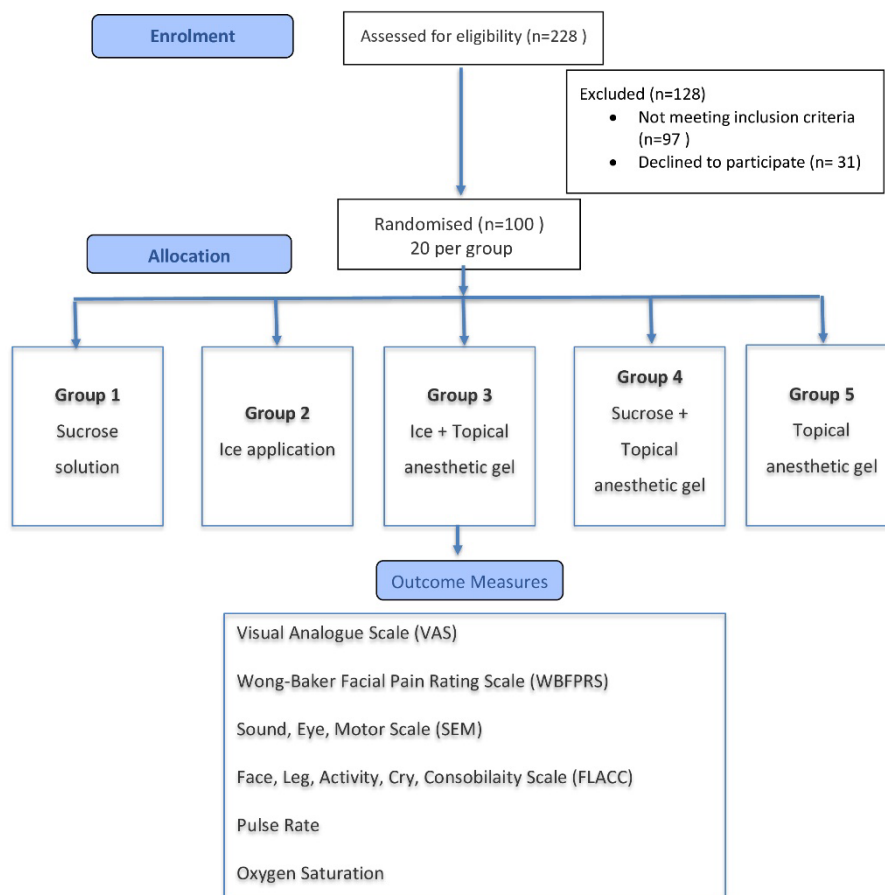 Enrolment
Assessed for eligibility (n=228 )
Excluded (n=128)
• Not meeting inclusion criteria
(n=97 )
• Declined to participate (n= 31)
Randomised (n=100 )
20 per group
Allocation
Group 1
Sucrose
solution
Group 2
Ice application
Group 3
Ice + Topical
anesthetic gel
Group 4
Sucrose +
Topical
anesthetic gel
Group 5
Topical
anesthetic gel
Outcome Measures
Visual Analogue Scale (VAS)
Wong-Baker Facial Pain Rating Scale (WBFPRS)
Sound, Eye, Motor Scale (SEM)
Face, Leg, Activity, Cry, Consobilaity Scale (FLACC)
Pulse Rate
Oxygen Saturation